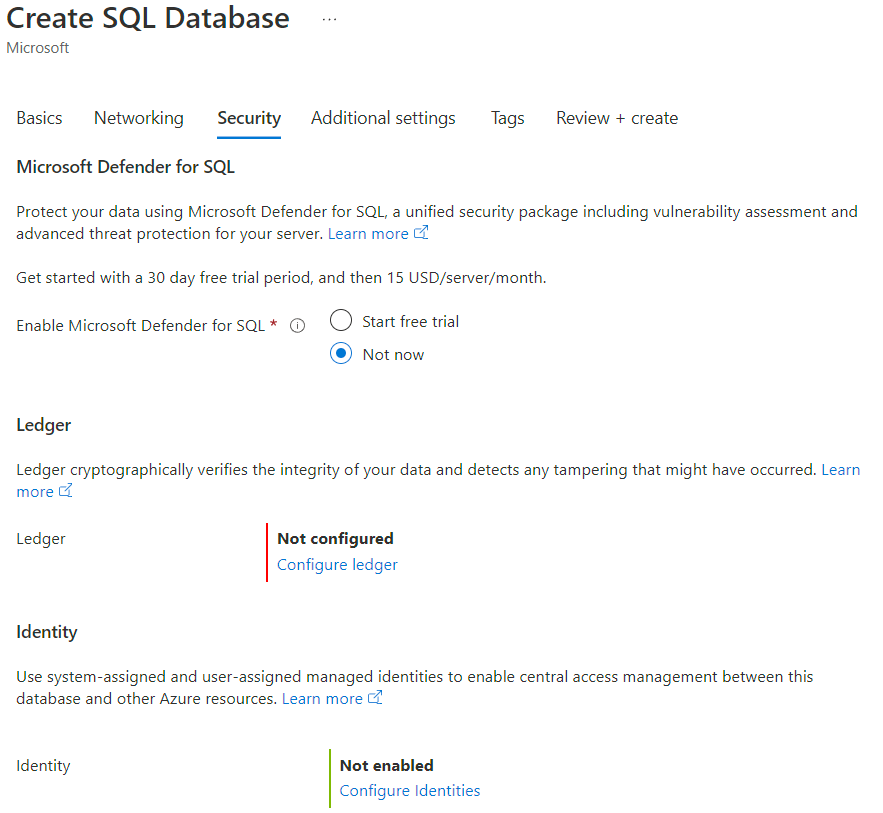 Create SQL Database ...
Microsoft
Basics Networking Security Additional settings Tags Review + create
Microsoft Defender for SQL
Protect your data using Microsoft Defender for SQL, a unified security package including vulnerability assessment and
advanced threat protection for your server. Learn more
Get started with a 30 day free trial period, and then 15 USD/server/month.
Enable Microsoft Defender for SQL *
Start free trial
Not now
Ledger
Ledger cryptographically verifies the integrity of your data and detects any tampering that might have occurred. Learn
more
Ledger Not configured
Configure ledger
Identity
Use system-assigned and user-assigned managed identities to enable central access management between this
database and other Azure resources. Learn more
Identity Not enabled
Configure Identities